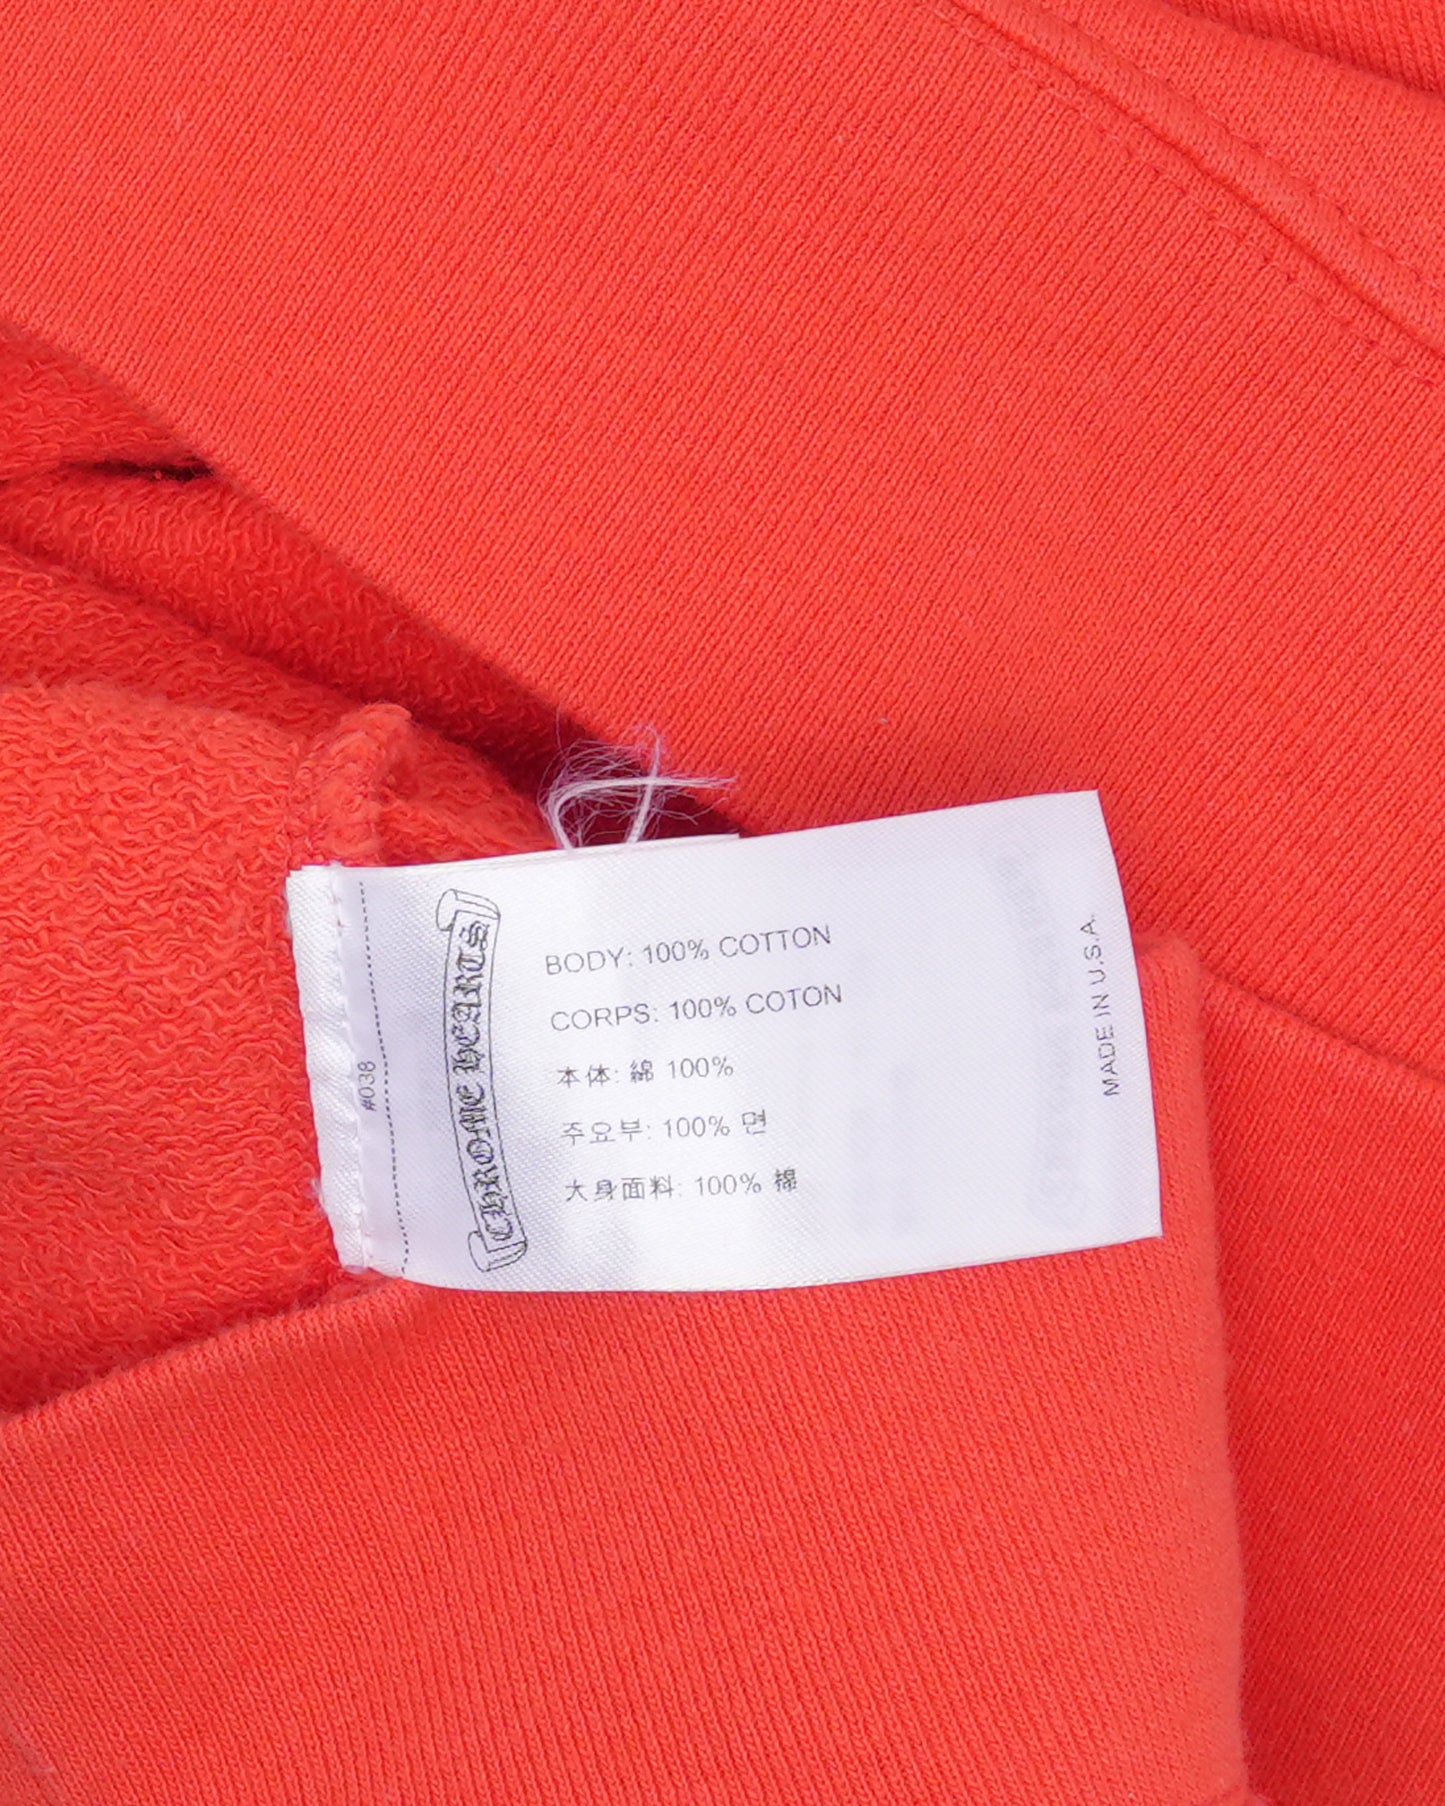 #038
CHROME HEARTS
BODY: 100% COTTON
CORPS: 100% COTON
本体: 綿 100%
주요부: 100% 면
大身面料: 100% 棉
MADE IN U.S.A.